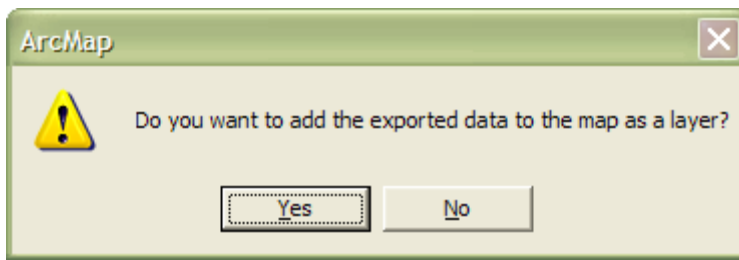 ArcMap
Do you want to add the exported data to the map as a layer?
Yes No